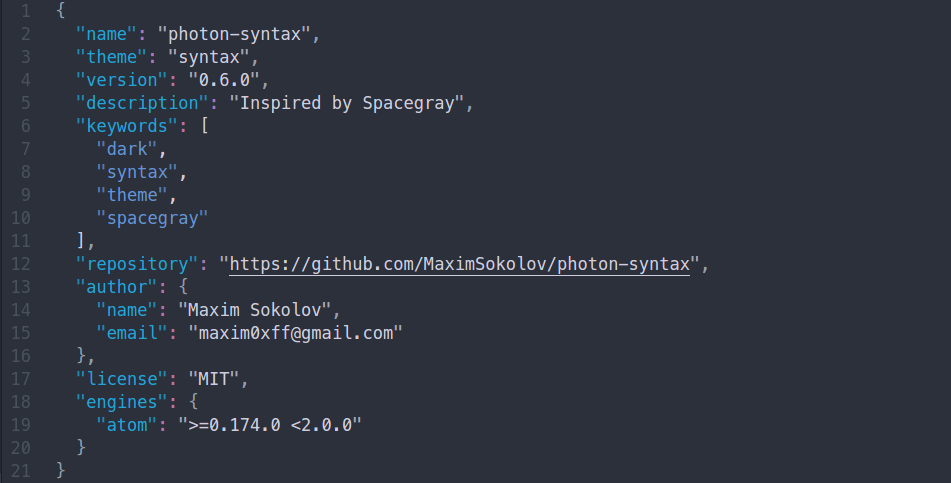 1 {
2   "name": "photon-syntax",
3   "theme": "syntax",
4   "version": "0.6.0",
5   "description": "Inspired by Spacegray",
6   "keywords": [
7     "dark",
8     "syntax",
9     "theme",
10     "spacegray"
11   ],
12   "repository": "https://github.com/MaximSokolov/photon-syntax",
13   "author": {
14     "name": "Maxim Sokolov",
15     "email": "maxim0xff@gmail.com"
16   },
17   "license": "MIT",
18   "engines": {
19     "atom": ">=0.174.0 <2.0.0"
20   }
21 }